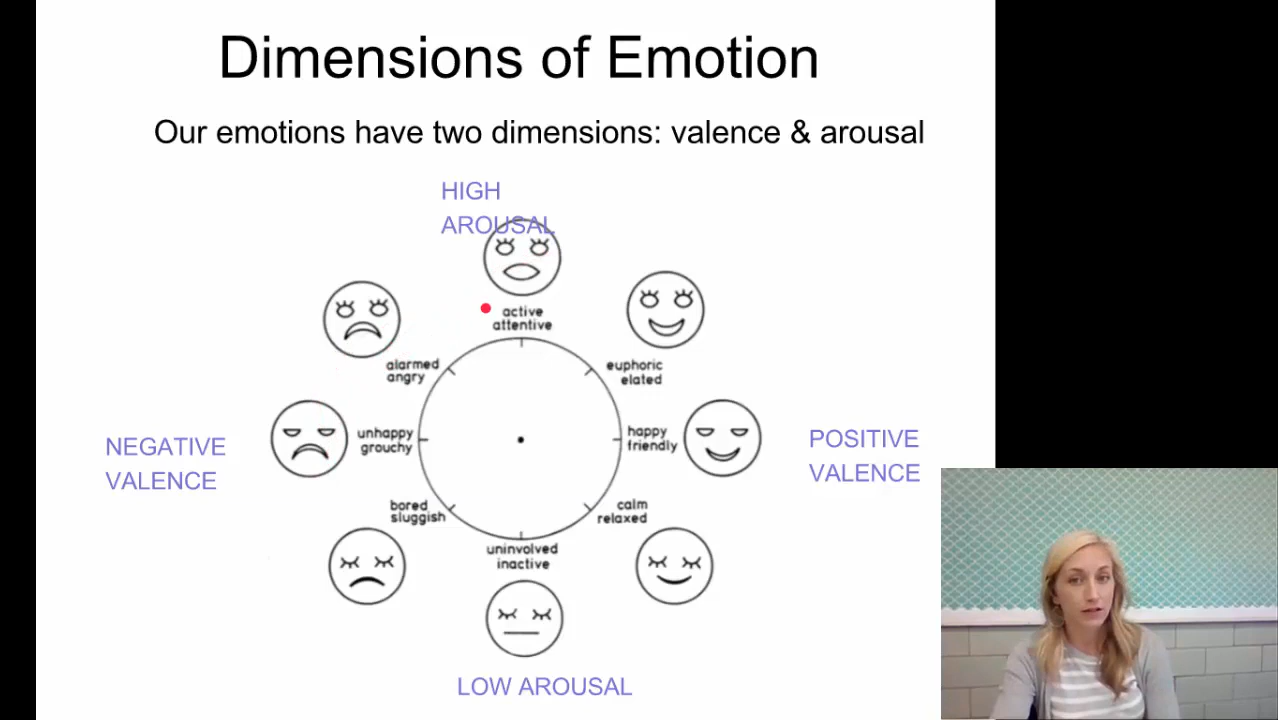 Dimensions of Emotion
Our emotions have two dimensions: valence & arousal
HIGH
AROUSAL
active
attentive
alarmed
angry
euphoric
elated
unhappy
grouchy
happy
friendly
NEGATIVE
VALENCE
POSITIVE
VALENCE
bored
sluggish
calm
relaxed
uninvolved
inactive
LOW AROUSAL